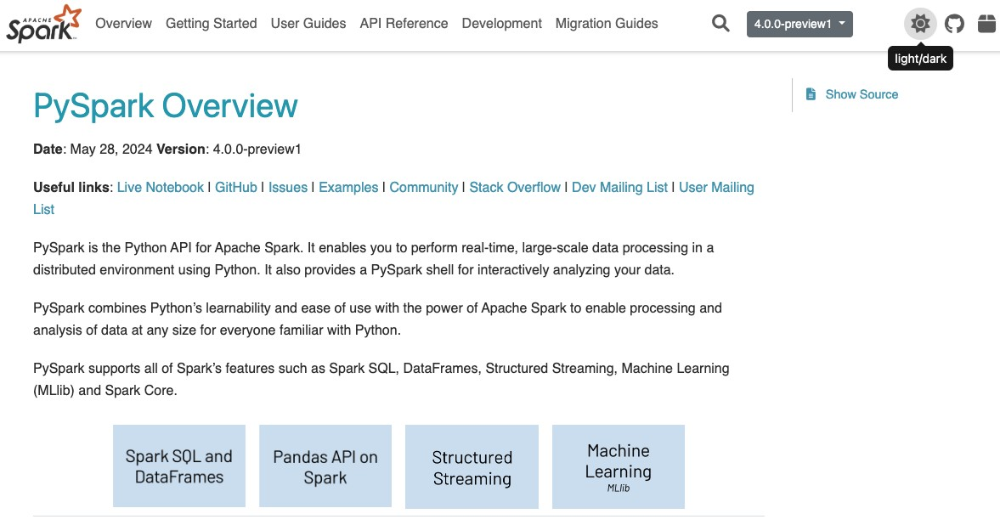 APACHE
Spark™
Overview Getting Started User Guides API Reference Development Migration Guides
4.0.0-preview1
light/dark
PySpark Overview
Show Source
Date: May 28, 2024 Version: 4.0.0-preview1
Useful links: Live Notebook | GitHub | Issues | Examples | Community | Stack Overflow | Dev Mailing List | User Mailing
List
PySpark is the Python API for Apache Spark. It enables you to perform real-time, large-scale data processing in a
distributed environment using Python. It also provides a PySpark shell for interactively analyzing your data.
PySpark combines Python’s learnability and ease of use with the power of Apache Spark to enable processing and
analysis of data at any size for everyone familiar with Python.
PySpark supports all of Spark’s features such as Spark SQL, DataFrames, Structured Streaming, Machine Learning
(MLlib) and Spark Core.
Spark SQL and
DataFrames
Pandas API on
Spark
Structured
Streaming
Machine
Learning
MLlib